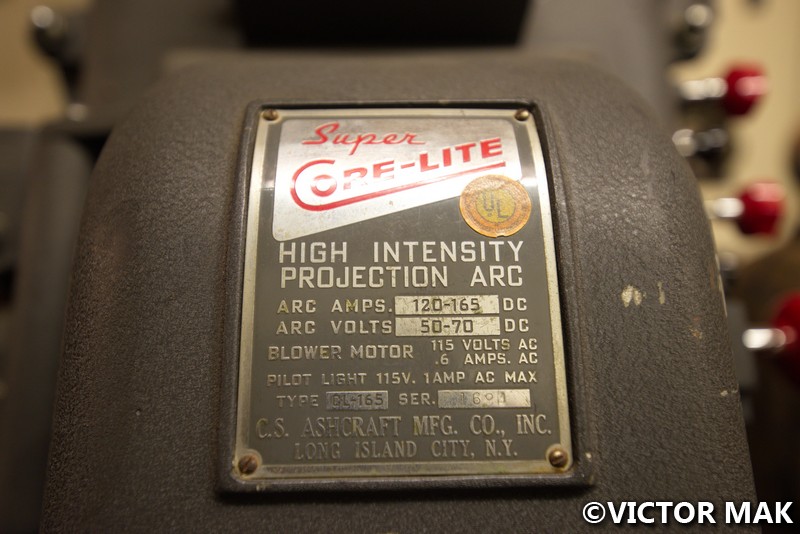 Super
CORE-LITE
UL
HIGH INTENSITY
PROJECTION ARC
ARC AMPS. 120-165 DC
ARC VOLTS 50-70 DC
BLOWER MOTOR 115 VOLTS AC
.6 AMPS. AC
PILOT LIGHT 115V. 1AMP AC MAX
TYPE CL-165 SER.
C.S. ASHCRAFT MFG. CO., INC.
LONG ISLAND CITY, N.Y.
©VICTOR MAK